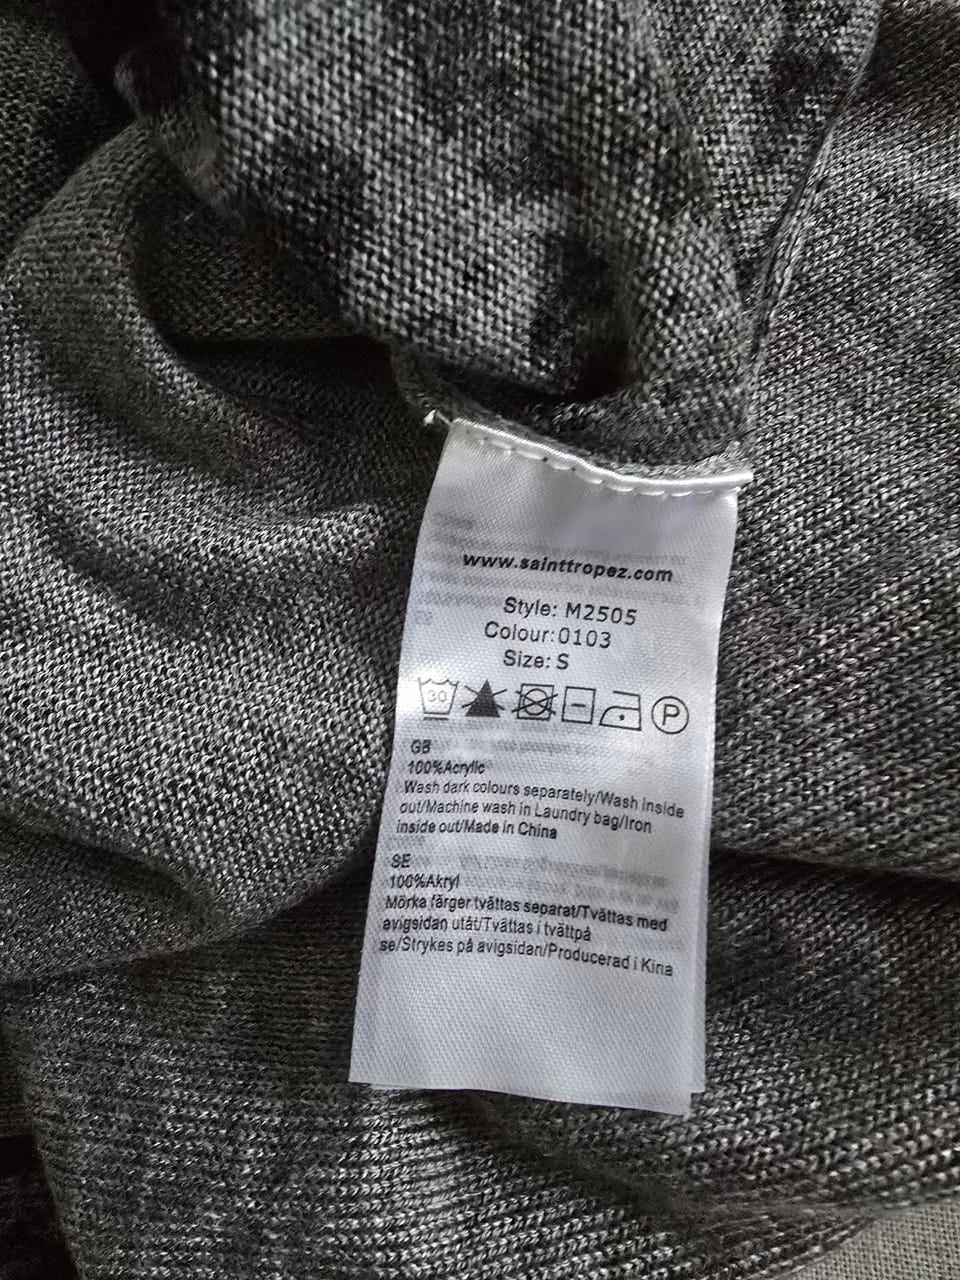 www.sainttropez.com
Style: M2505
Colour:0103
Size: S
30
P
GB
100%Acrylic
Wash dark colours separately/Wash inside
out/Machine wash in Laundry bag/Iron
inside out/Made in China
SE
100%Akryl
Mörka färger tvättas separat/Tvättas med
avigsidan utåt/Tvättas i tvättpå
se/Strykes på avigsidan/Producerad i Kina